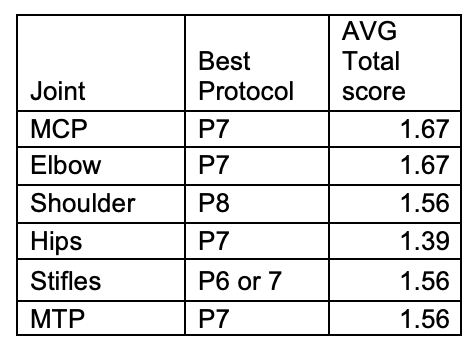 Joint Best Protocol AVG Total score
MCP P7 1.67
Elbow P7 1.67
Shoulder P8 1.56
Hips P7 1.39
Stifles P6 or 7 1.56
MTP P7 1.56